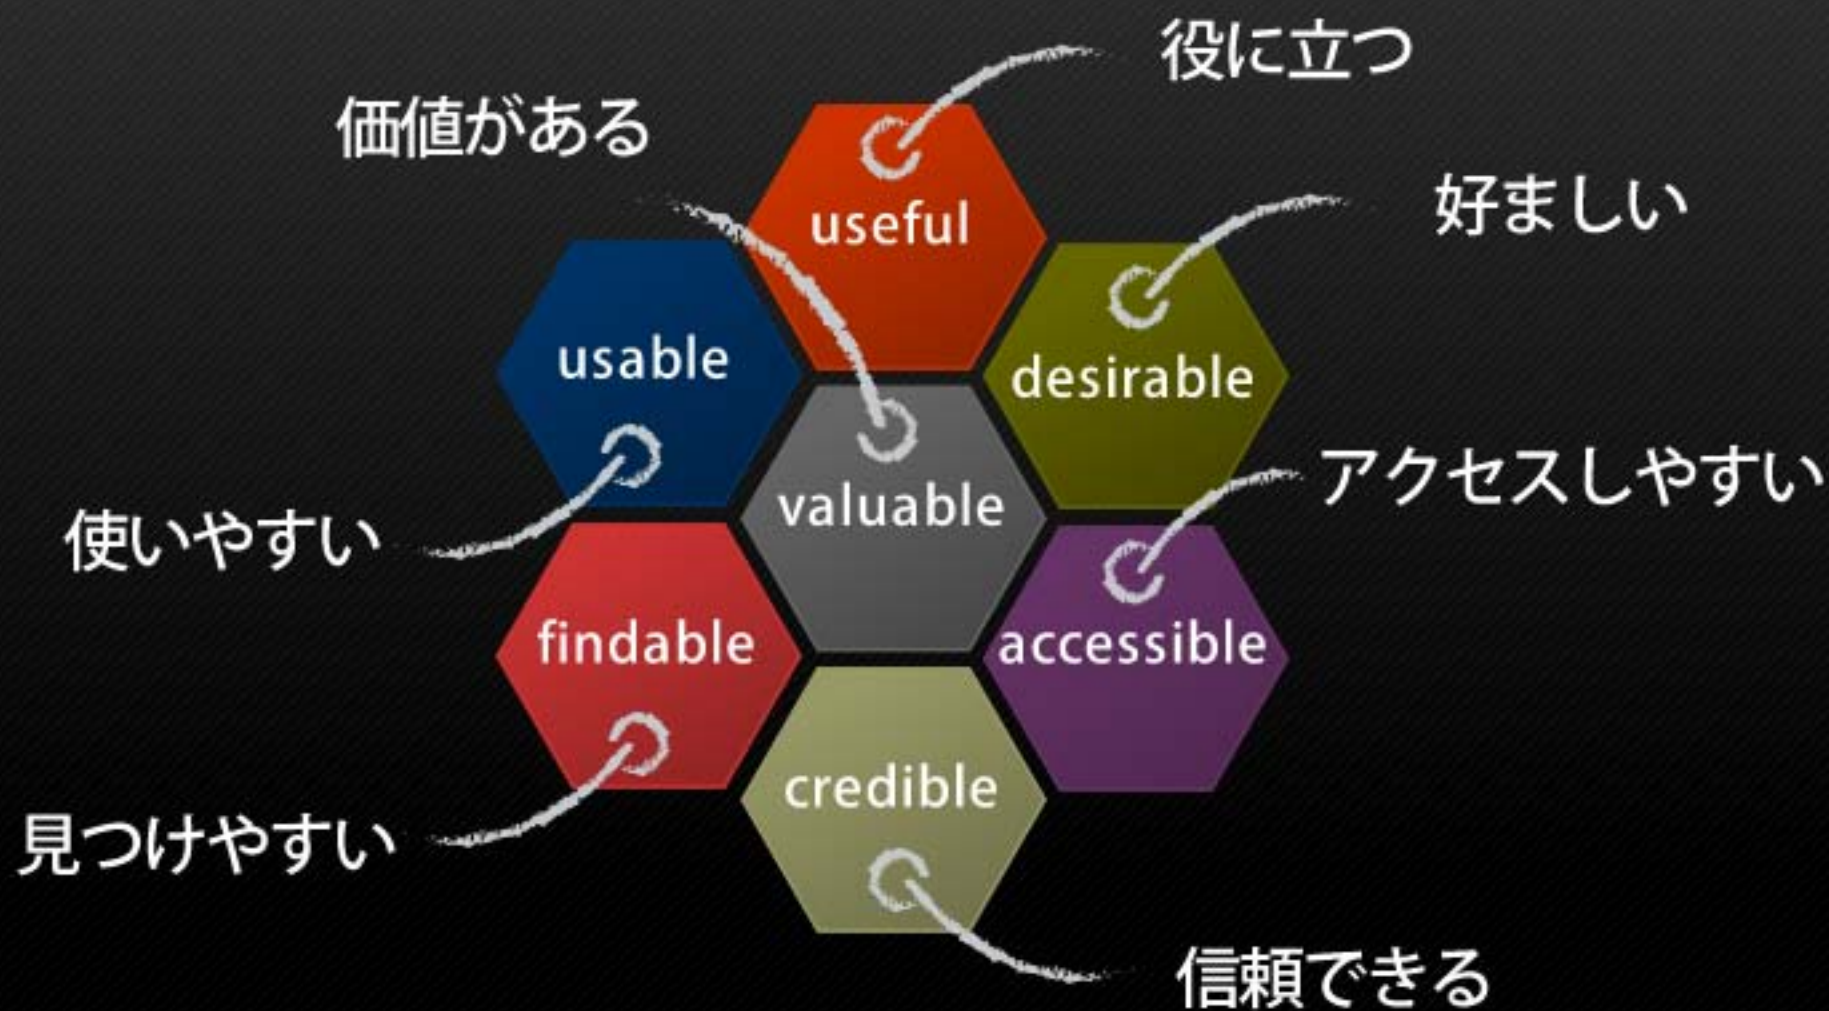 役に立つ
価値がある
useful
好ましい
usable
desirable
アクセスしやすい
valuable
使いやすい
findable
accessible
credible
見つけやすい
信頼できる